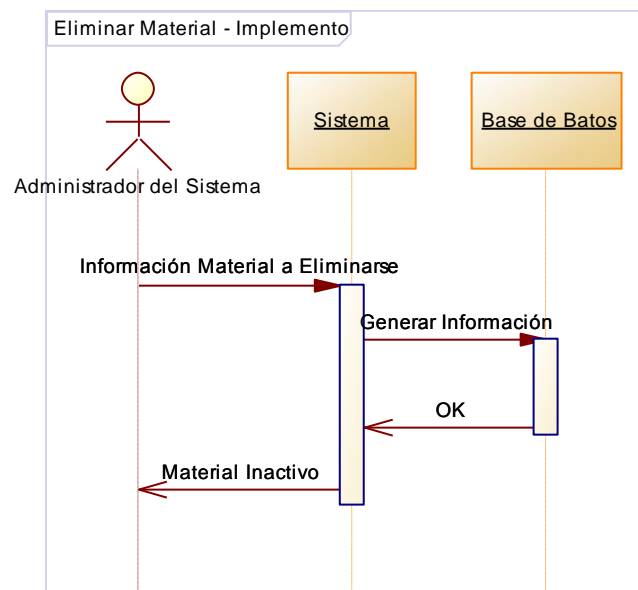 Eliminar Material - Implemento
Sistema
Base de Batos
Administrador del Sistema
Información Material a Eliminarse
Generar Información
OK
Material Inactivo